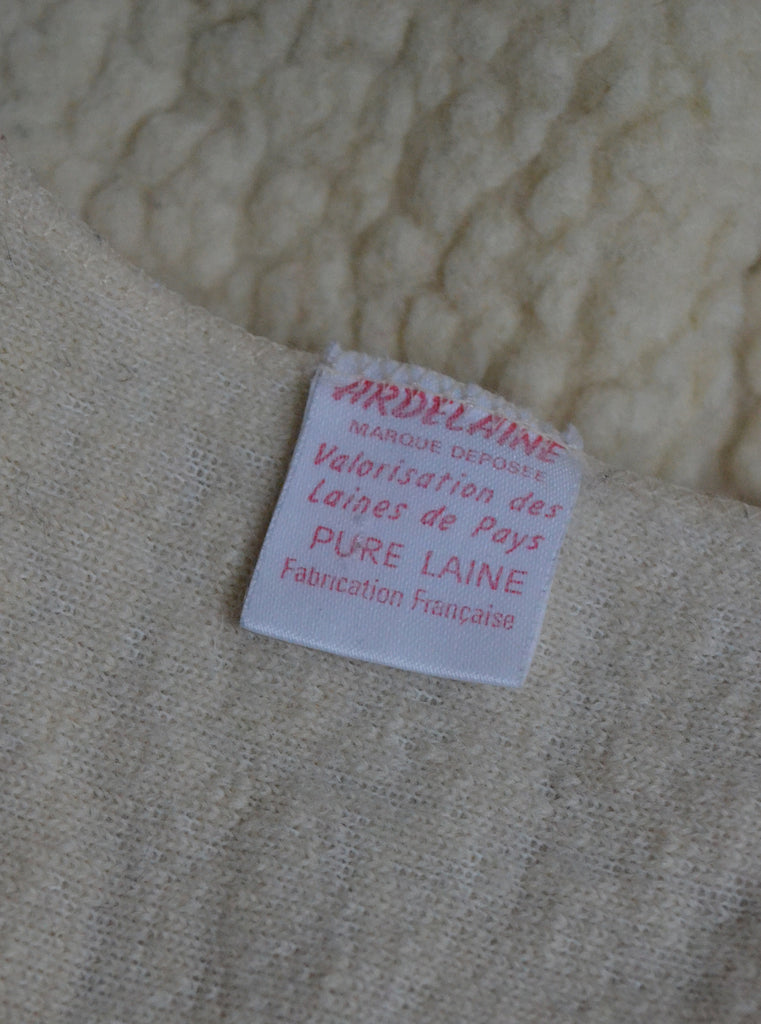 ARDELAINE
MARQUE DEPOSEE
Valorisation des
Laines de Pays
PURE LAINE
Fabrication Française